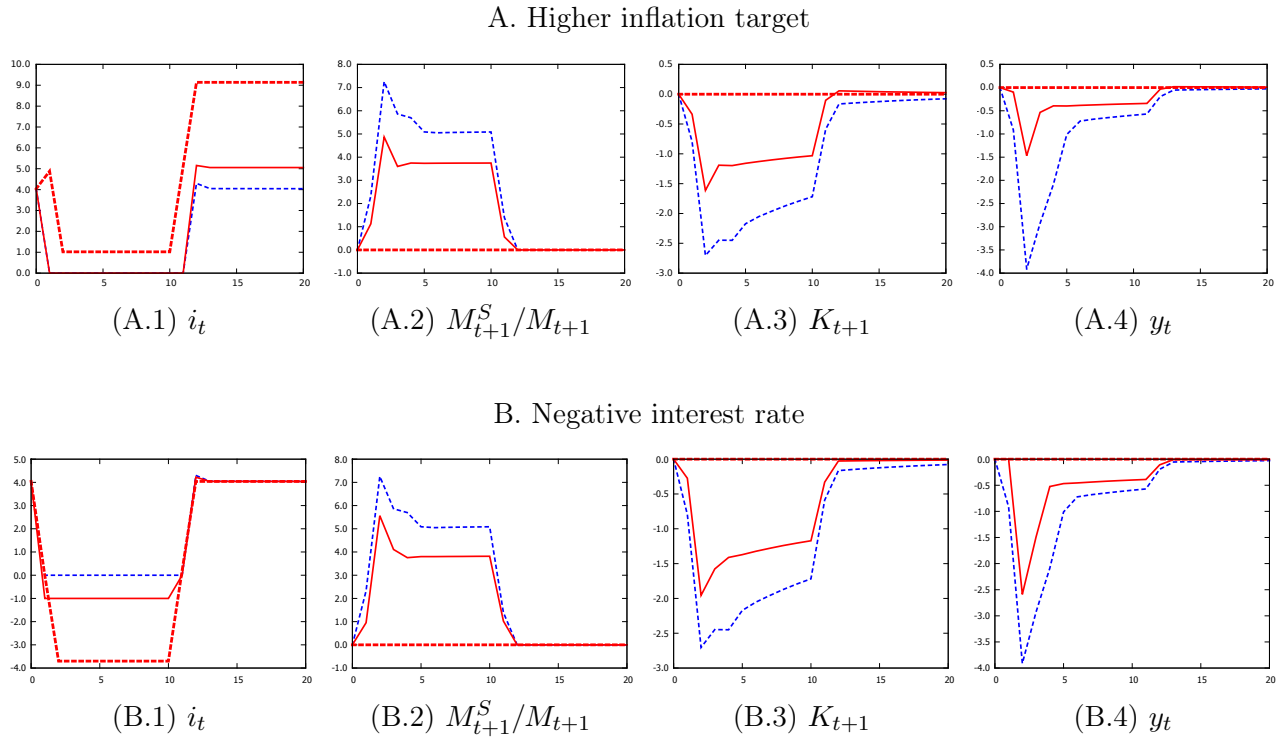 A. Higher inflation target
10.0 9.0 8.0 7.0 6.0 5.0 4.0 3.0 2.0 1.0 0.0
0 5 10 15 20
8.0 7.0 6.0 5.0 4.0 3.0 2.0 1.0 0.0 -1.0
0 5 10 15 20
0.5 0.0 -0.5 -1.0 -1.5 -2.0 -2.5 -3.0
0 5 10 15 20
0.5 0.0 -0.5 -1.0 -1.5 -2.0 -2.5 -3.0 -3.5 -4.0
0 5 10 15 20
(A.1) $i_t$ (A.2) $M_{t+1}^S/M_{t+1}$ (A.3) $K_{t+1}$ (A.4) $y_t$
B. Negative interest rate
5.0 4.0 3.0 2.0 1.0 0.0 -1.0 -2.0 -3.0 -4.0
0 5 10 15 20
8.0 7.0 6.0 5.0 4.0 3.0 2.0 1.0 0.0 -1.0
0 5 10 15 20
0.0 -0.5 -1.0 -1.5 -2.0 -2.5 -3.0
0 5 10 15 20
0.0 -0.5 -1.0 -1.5 -2.0 -2.5 -3.0 -3.5 -4.0
0 5 10 15 20
(B.1) $i_t$ (B.2) $M_{t+1}^S/M_{t+1}$ (B.3) $K_{t+1}$ (B.4) $y_t$